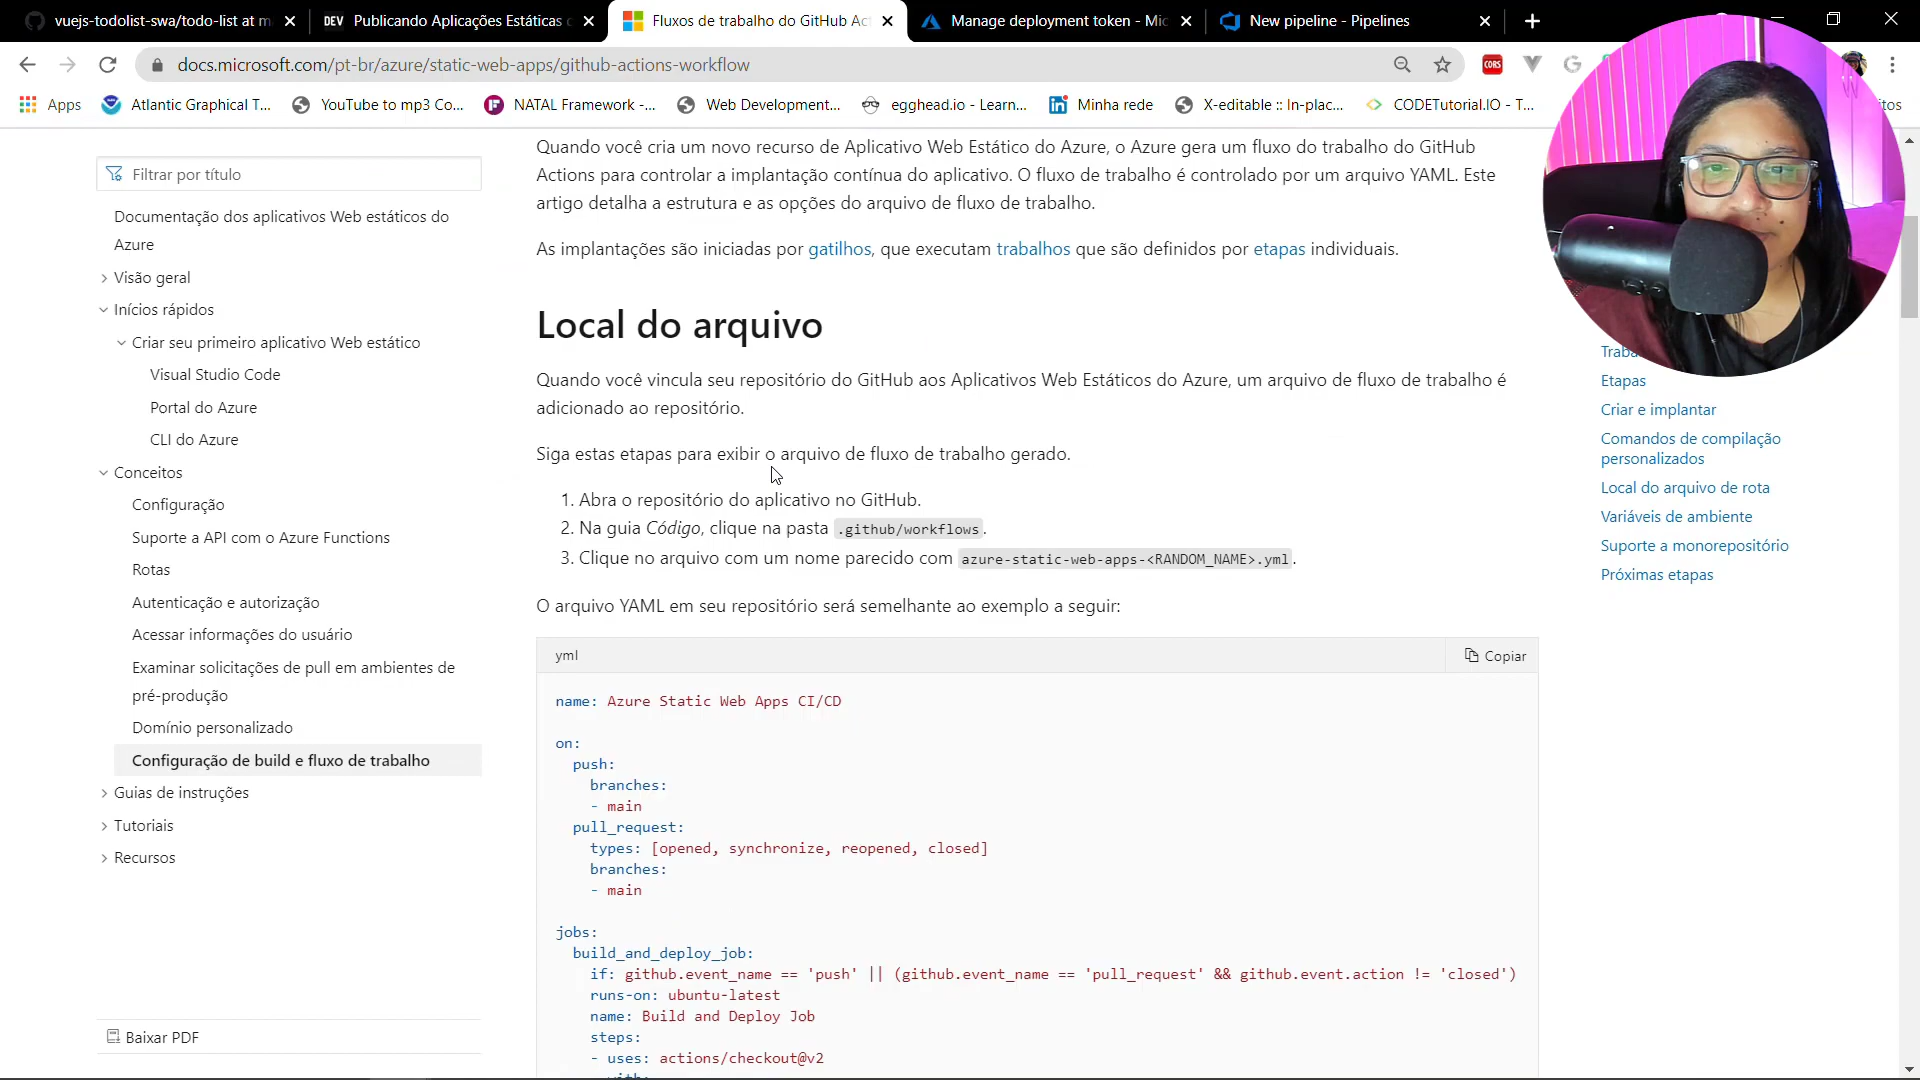 vuejs-todolist-swa/todo-list at m
DEV Publicando Aplicações Estáticas
Fluxos de trabalho do GitHub Ac
Manage deployment token - Mic
New pipeline - Pipelines
docs.microsoft.com/pt-br/azure/static-web-apps/github-actions-workflow
CORS
Apps
Atlantic Graphical T...
YouTube to mp3 Co...
NATAL Framework -...
Web Development...
egghead.io - Learn...
Minha rede
X-editable :: In-plac...
CODETutorial.IO - T...
Filtrar por título
Documentação dos aplicativos Web estáticos do
Azure
Visão geral
Inícios rápidos
Criar seu primeiro aplicativo Web estático
Visual Studio Code
Portal do Azure
CLI do Azure
Conceitos
Configuração
Suporte a API com o Azure Functions
Rotas
Autenticação e autorização
Acessar informações do usuário
Examinar solicitações de pull em ambientes de
pré-produção
Domínio personalizado
Configuração de build e fluxo de trabalho
Guias de instruções
Tutoriais
Recursos
Baixar PDF
Quando você cria um novo recurso de Aplicativo Web Estático do Azure, o Azure gera um fluxo do trabalho do GitHub
Actions para controlar a implantação contínua do aplicativo. O fluxo de trabalho é controlado por um arquivo YAML. Este
artigo detalha a estrutura e as opções do arquivo de fluxo de trabalho.
As implantações são iniciadas por gatilhos, que executam trabalhos que são definidos por etapas individuais.
Local do arquivo
Quando você vincula seu repositório do GitHub aos Aplicativos Web Estáticos do Azure, um arquivo de fluxo de trabalho é
adicionado ao repositório.
Siga estas etapas para exibir o arquivo de fluxo de trabalho gerado.
1. Abra o repositório do aplicativo no GitHub.
2. Na guia Código, clique na pasta .github/workflows.
3. Clique no arquivo com um nome parecido com azure-static-web-apps-<RANDOM_NAME>.yml.
O arquivo YAML em seu repositório será semelhante ao exemplo a seguir:
yml
Copiar
name: Azure Static Web Apps CI/CD
on:
push:
branches:
- main
pull_request:
types: [opened, synchronize, reopened, closed]
branches:
- main
jobs:
build_and_deploy_job:
if: github.event_name == 'push' || (github.event_name == 'pull_request' && github.event.action != 'closed')
runs-on: ubuntu-latest
name: Build and Deploy Job
steps:
- uses: actions/checkout@v2
Etapas
Criar e implantar
Comandos de compilação
personalizados
Local do arquivo de rota
Variáveis de ambiente
Suporte a monorepositório
Próximas etapas